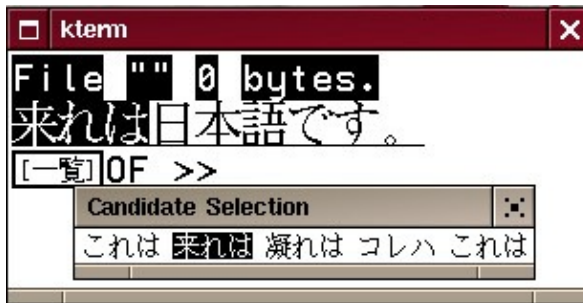 kterm
File "" 0 bytes.
来れは日本語です。
[一覧]OF >>
Candidate Selection
これは 来れは 凝れは コレハ これは